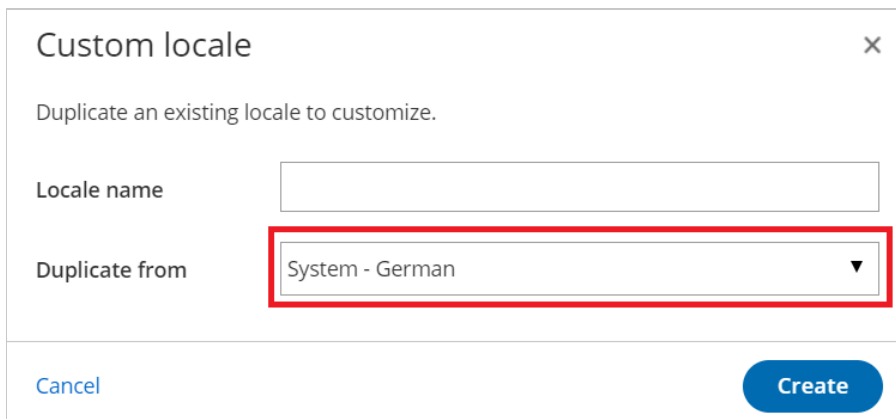 Custom locale
Duplicate an existing locale to customize.
Locale name
Duplicate from System - German
Cancel Create